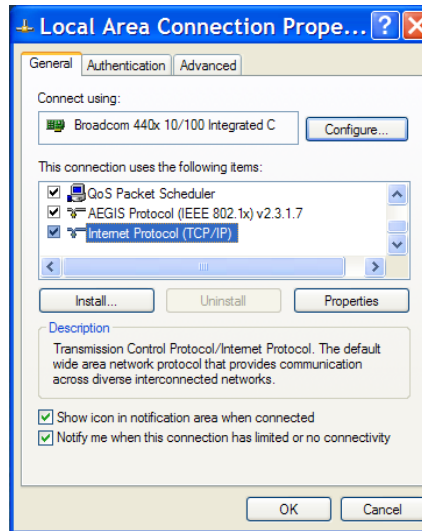 Local Area Connection Prope...
General Authentication Advanced
Connect using:
Broadcom 440x 10/100 Integrated C
Configure...
This connection uses the following items:
QoS Packet Scheduler
AEGIS Protocol (IEEE 802.1x) v2.3.1.7
Internet Protocol (TCP/IP)
Install... Uninstall Properties
Description
Transmission Control Protocol/Internet Protocol. The default
wide area network protocol that provides communication
across diverse interconnected networks.
Show icon in notification area when connected
Notify me when this connection has limited or no connectivity
OK Cancel